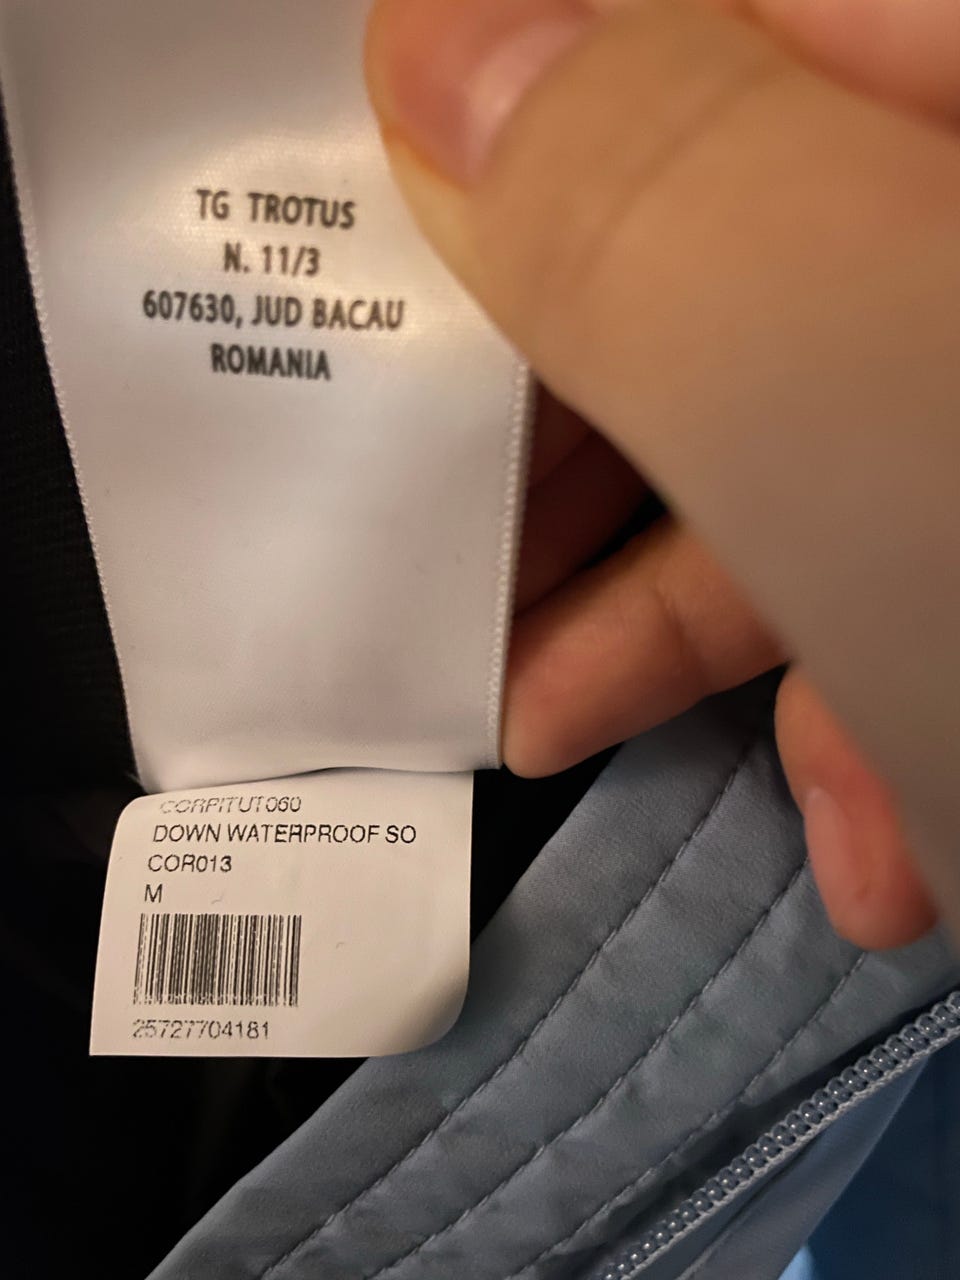 TG TROTUS
N. 11/3
607630, JUD BACAU
ROMANIA
CORPITUT060
DOWN WATERPROOF SO
COR013
M
25727704181